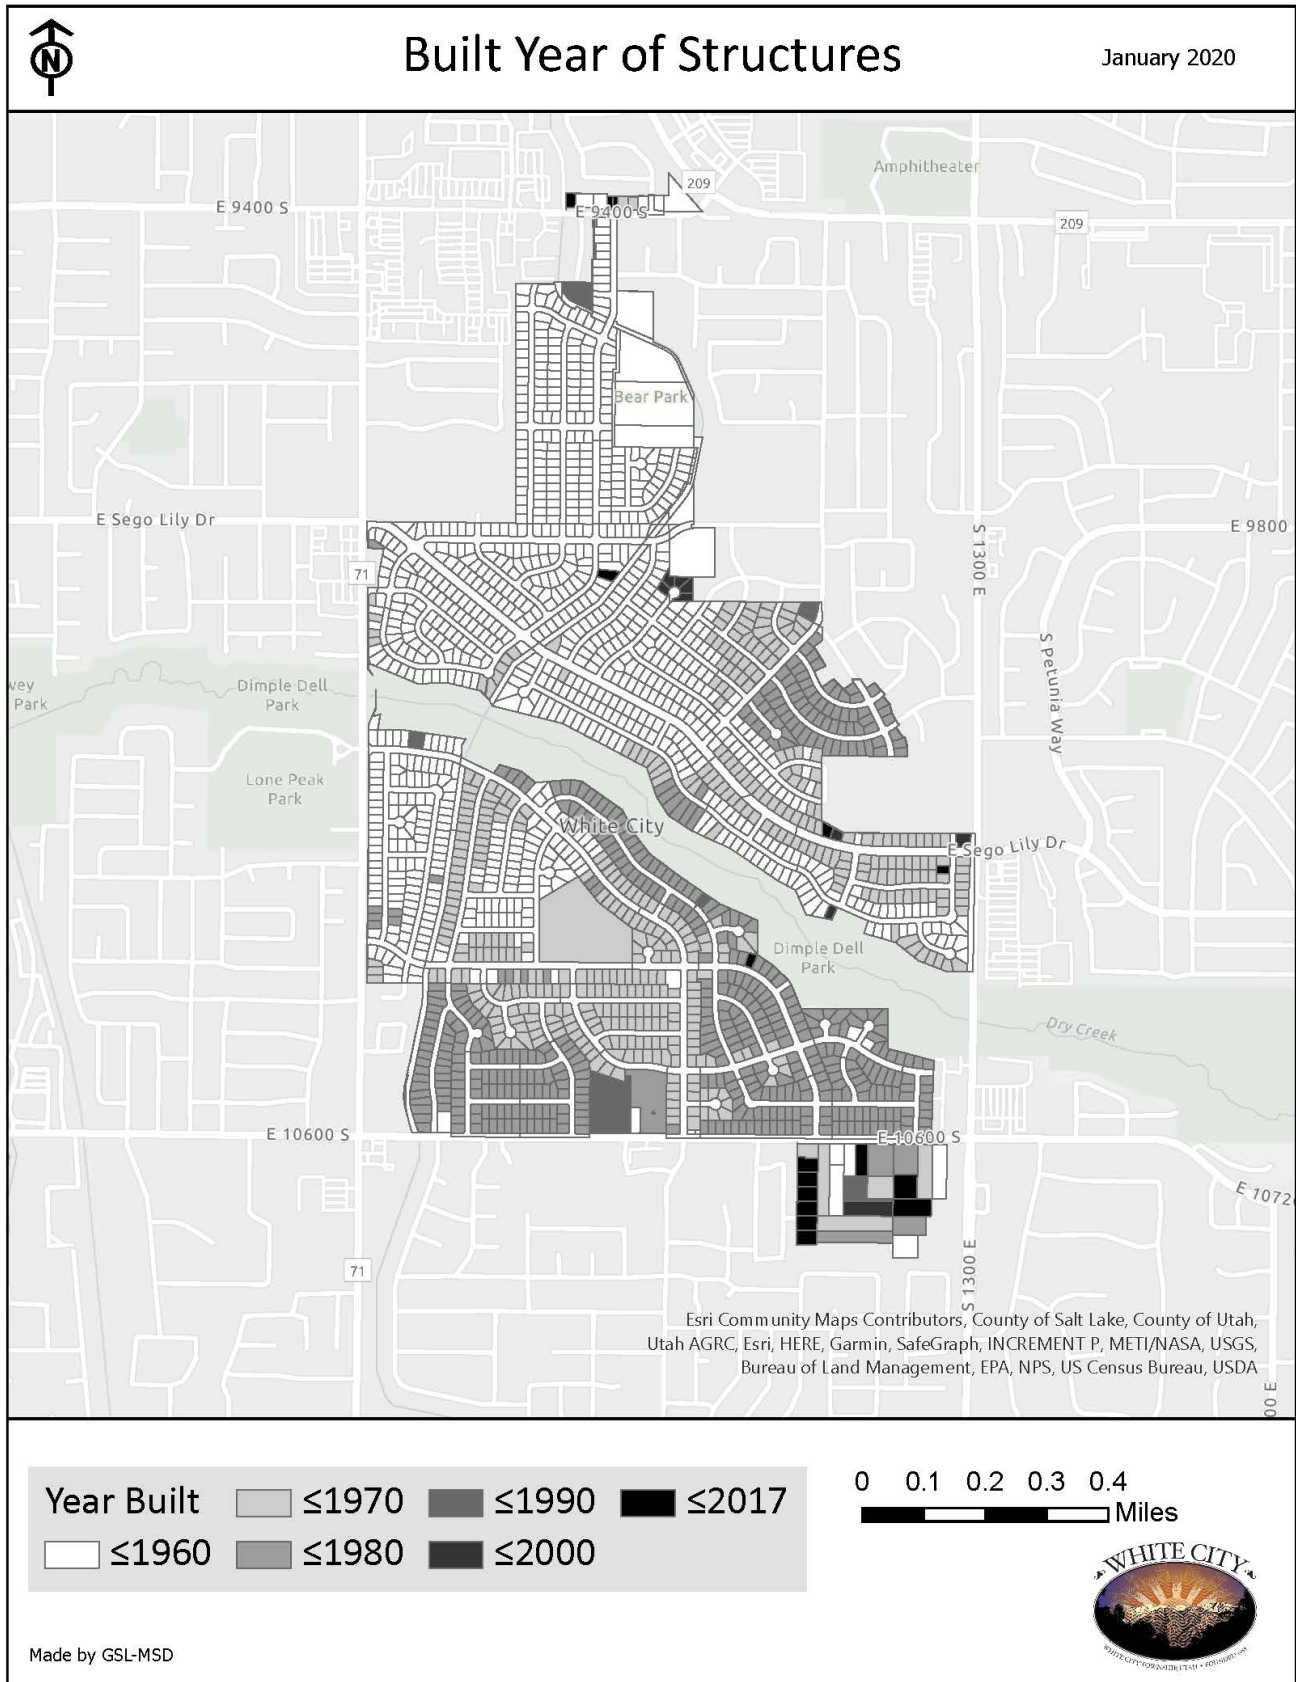 N
Built Year of Structures
January 2020
Amphitheater
209
E 9400 S
E 9400 S
209
Bear Park
E Sego Lily Dr
S 1300 E
E 9800
71
S Petunia Way
vey
Park
Dimple Dell
Park
Lone Peak
Park
White City
E Sego Lily Dr
Dimple Dell
Park
Dry Creek
E 10600 S
E 10600 S
E 1072
71
S 1300 E
Esri Community Maps Contributors, County of Salt Lake, County of Utah,
Utah AGRC, Esri, HERE, Garmin, SafeGraph, INCREMENT P, METI/NASA, USGS,
Bureau of Land Management, EPA, NPS, US Census Bureau, USDA
00 E
Year Built
≤1970
≤1990
≤2017
≤1960
≤1980
≤2000
0 0.1 0.2 0.3 0.4
Miles
WHITE CITY
Made by GSL-MSD